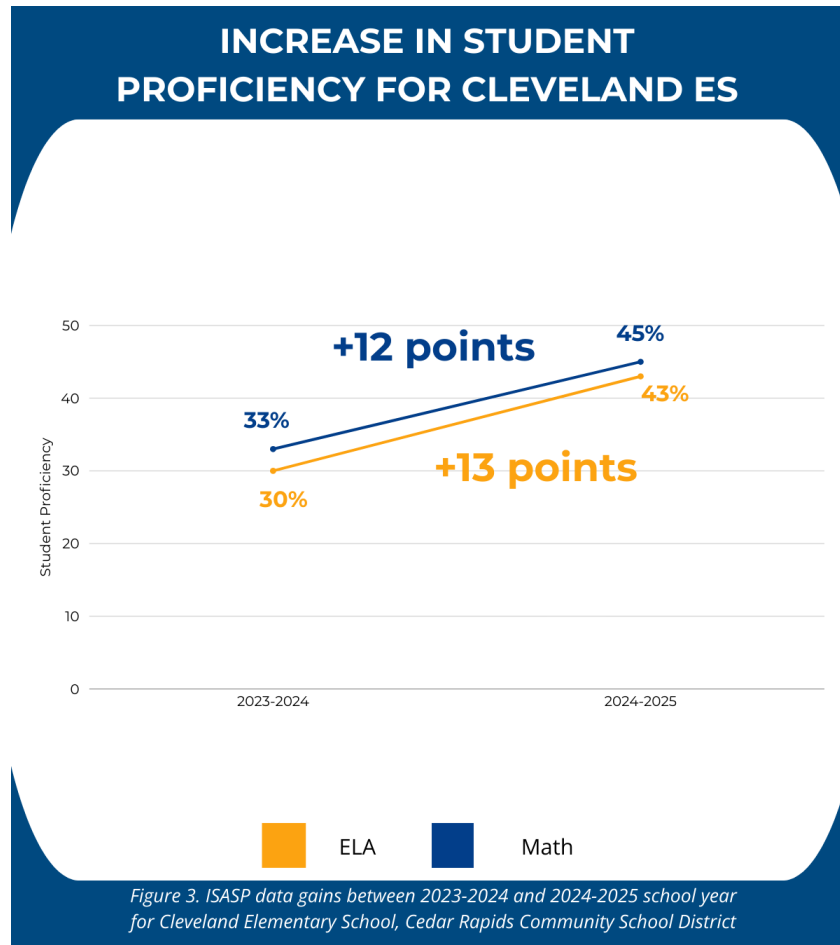 INCREASE IN STUDENT
PROFICIENCY FOR CLEVELAND ES
50
40
30
20
10
0
Student Proficiency
+12 points
45%
33%
43%
+13 points
30%
2023-2024
2024-2025
ELA
Math
Figure 3. ISASP data gains between 2023-2024 and 2024-2025 school year
for Cleveland Elementary School, Cedar Rapids Community School District